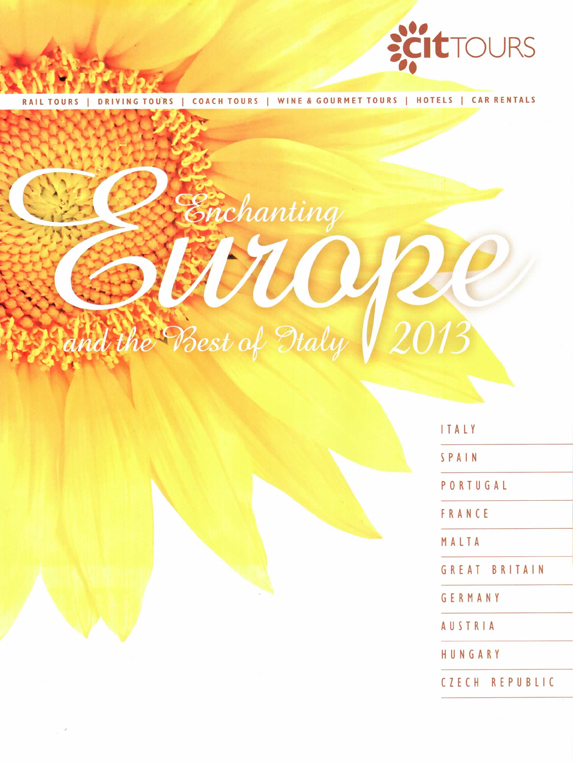 citTOURS
RAIL TOURS | DRIVING TOURS | COACH TOURS | WINE & GOURMET TOURS | HOTELS | CAR RENTALS
Enchanting
Europe
and the Best of Italy 2013
ITALY
SPAIN
PORTUGAL
FRANCE
MALTA
GREAT BRITAIN
GERMANY
AUSTRIA
HUNGARY
CZECH REPUBLIC